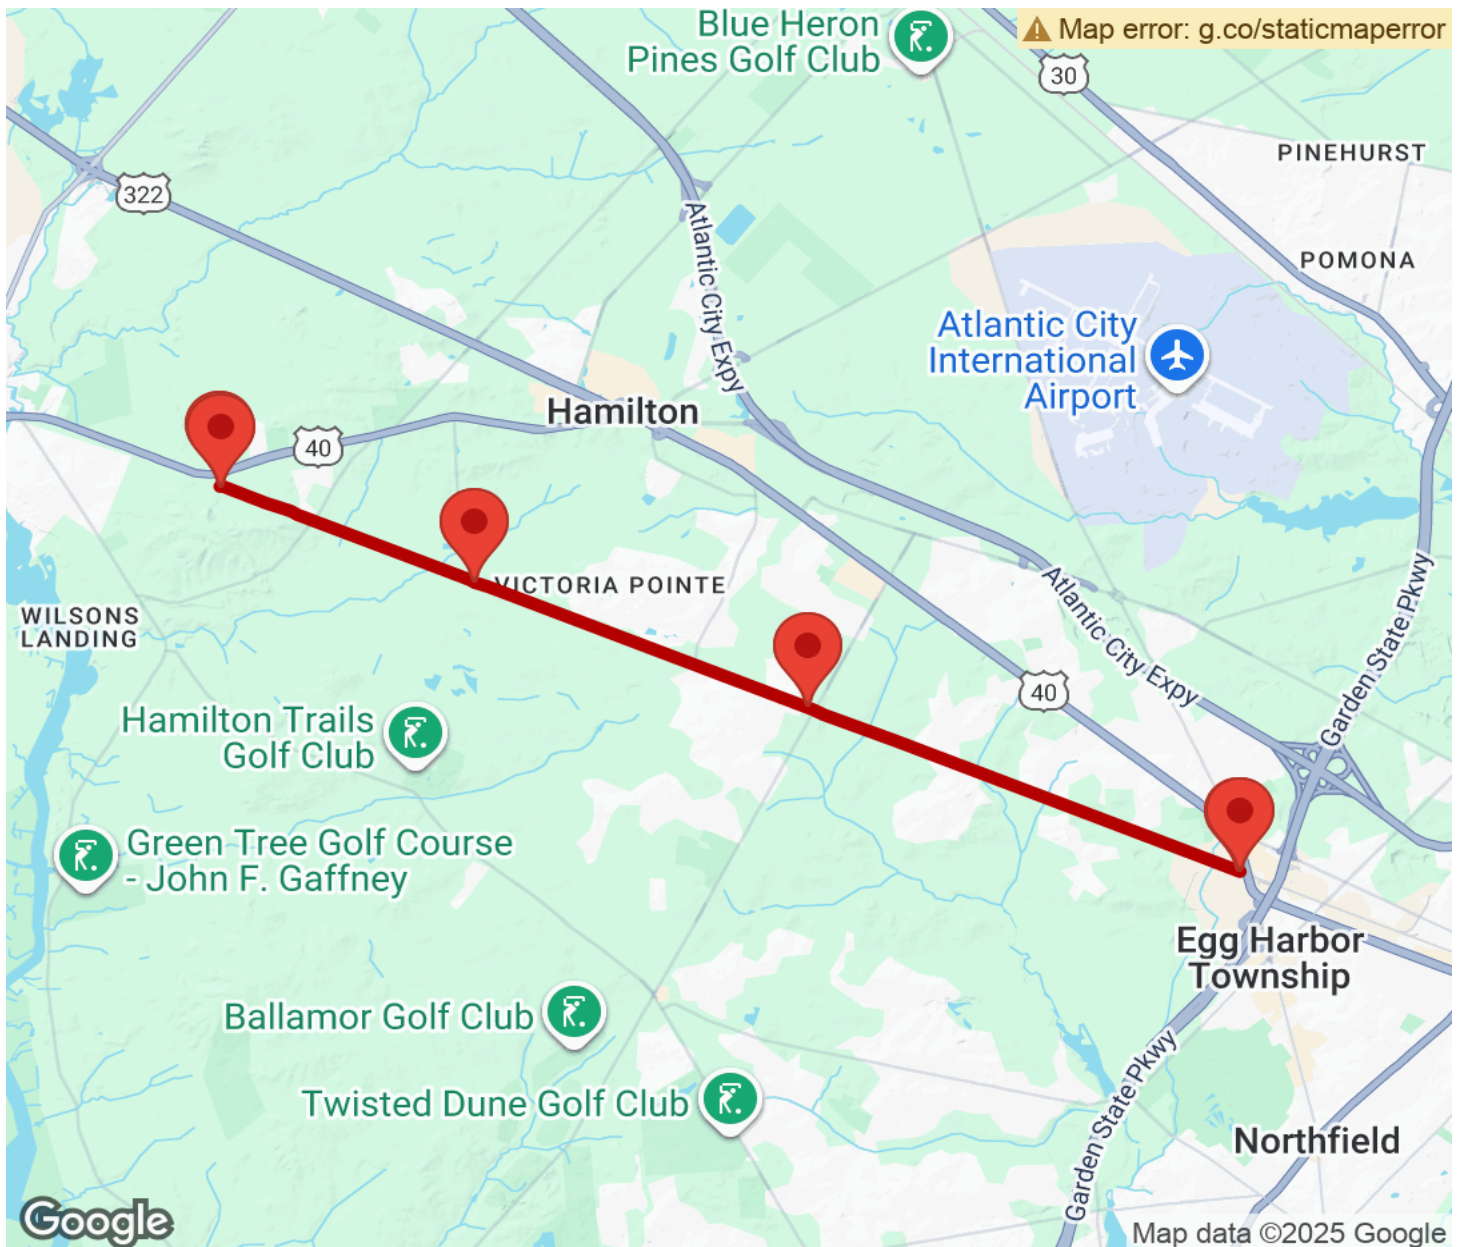 Blue Heron
Pines Golf Club
Map error: g.co/staticmaperror
30
PINEHURST
322
Atlantic City Expy
POMONA
Atlantic City
International
Airport
Hamilton
40
VICTORIA POINTE
WILSONS
LANDING
Atlantic City Expy
Garden State Pkwy
40
Hamilton Trails
Golf Club
Green Tree Golf Course
- John F. Gaffney
Egg Harbor
Township
Ballamor Golf Club
Twisted Dune Golf Club
Garden State Pkwy
Northfield
Google
Map data ©2025 Google